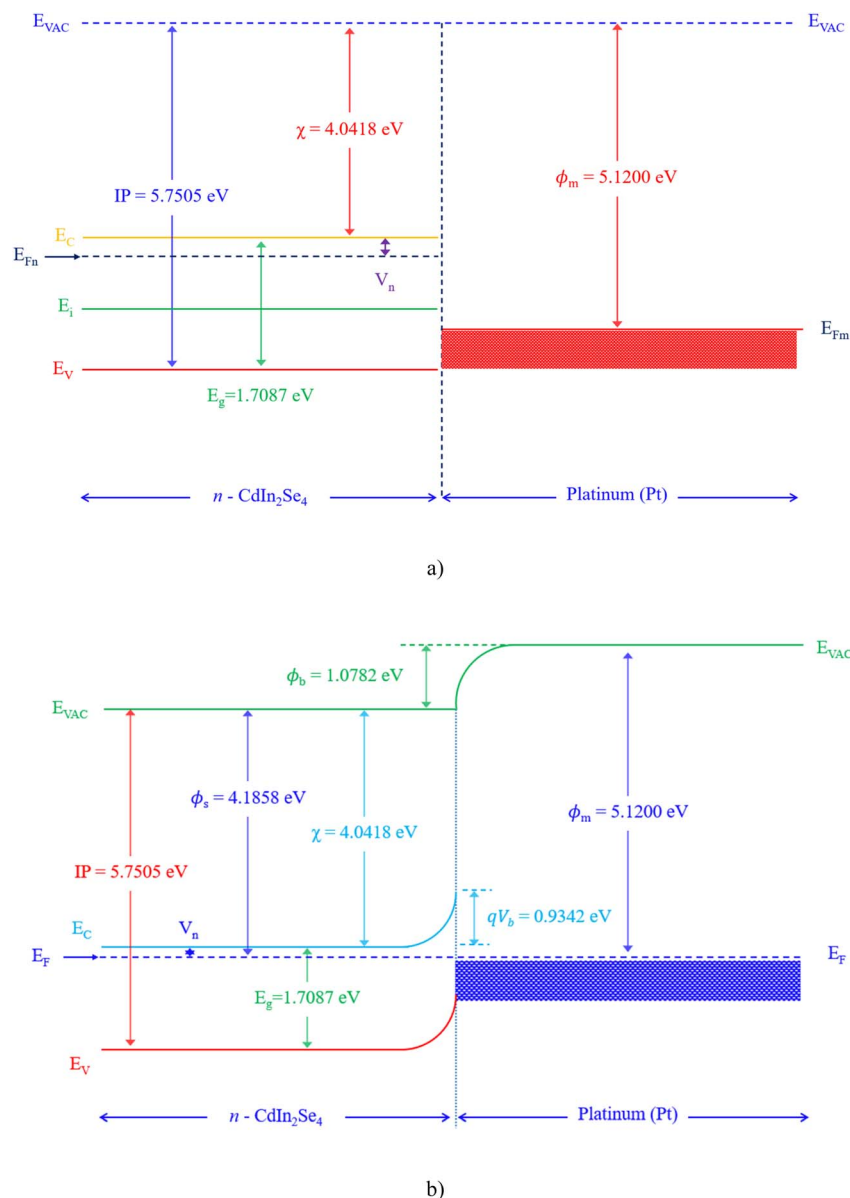 E_VAC E_VAC
χ = 4.0418 eV
IP = 5.7505 eV
ϕ_m = 5.1200 eV
E_C
E_Fn
V_n
E_i
E_Fm
E_V
E_g=1.7087 eV
n - CdIn₂Se₄ Platinum (Pt)
a)
E_VAC
ϕ_b = 1.0782 eV
E_VAC
ϕ_s = 4.1858 eV
ϕ_m = 5.1200 eV
χ = 4.0418 eV
IP = 5.7505 eV
qV_b = 0.9342 eV
E_C V_n
E_F E_F
E_g=1.7087 eV
E_V
n - CdIn₂Se₄ Platinum (Pt)
b)